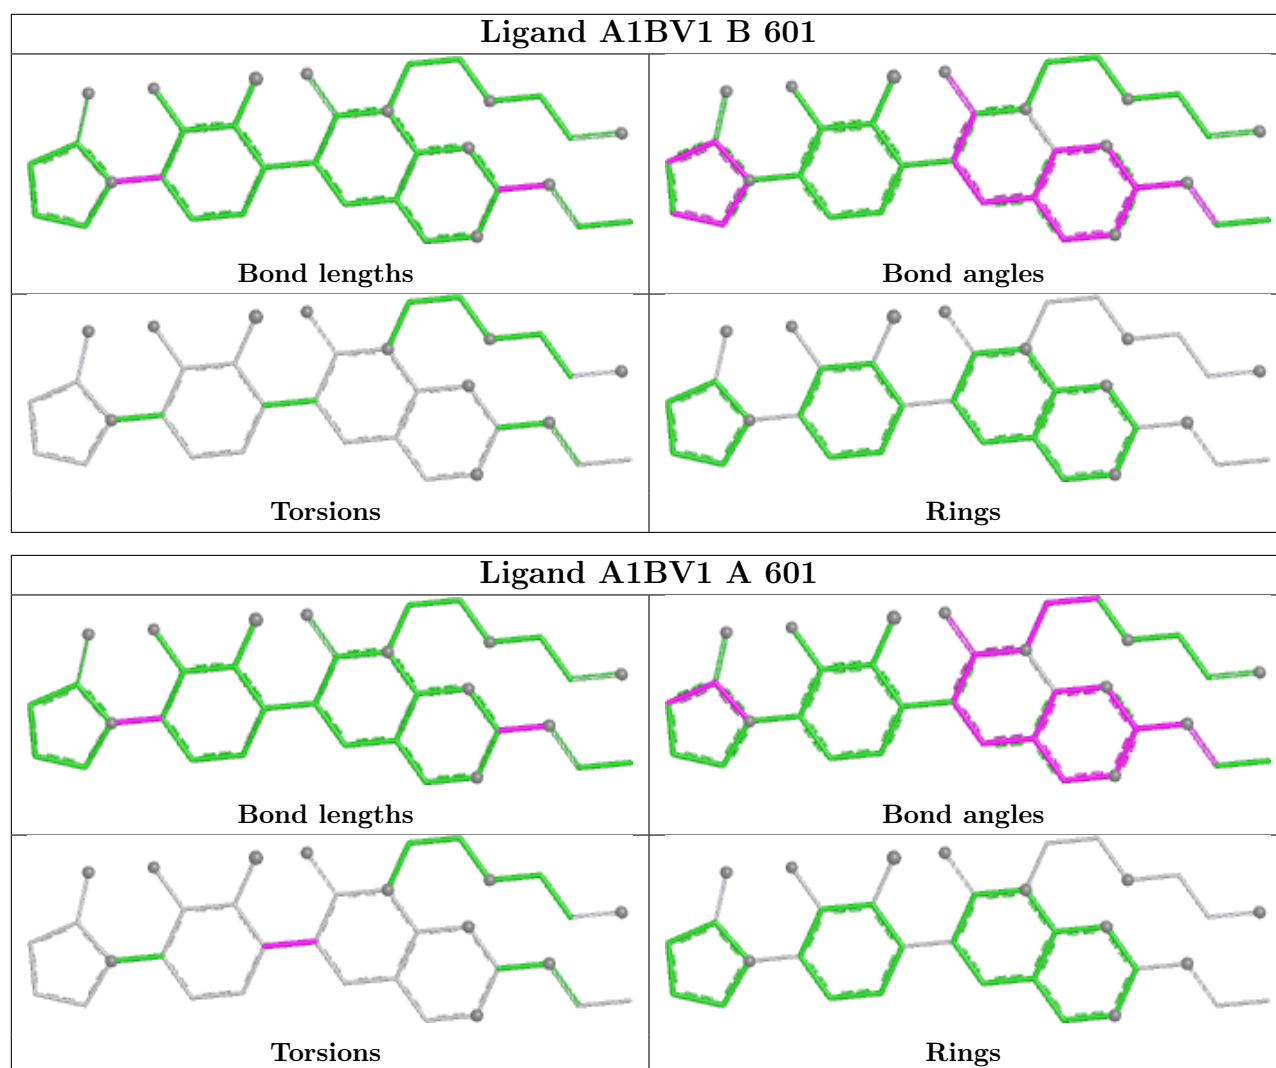 Ligand A1BV1 B 601
Bond lengths
Bond angles
Torsions
Rings
Ligand A1BV1 A 601
Bond lengths
Bond angles
Torsions
Rings